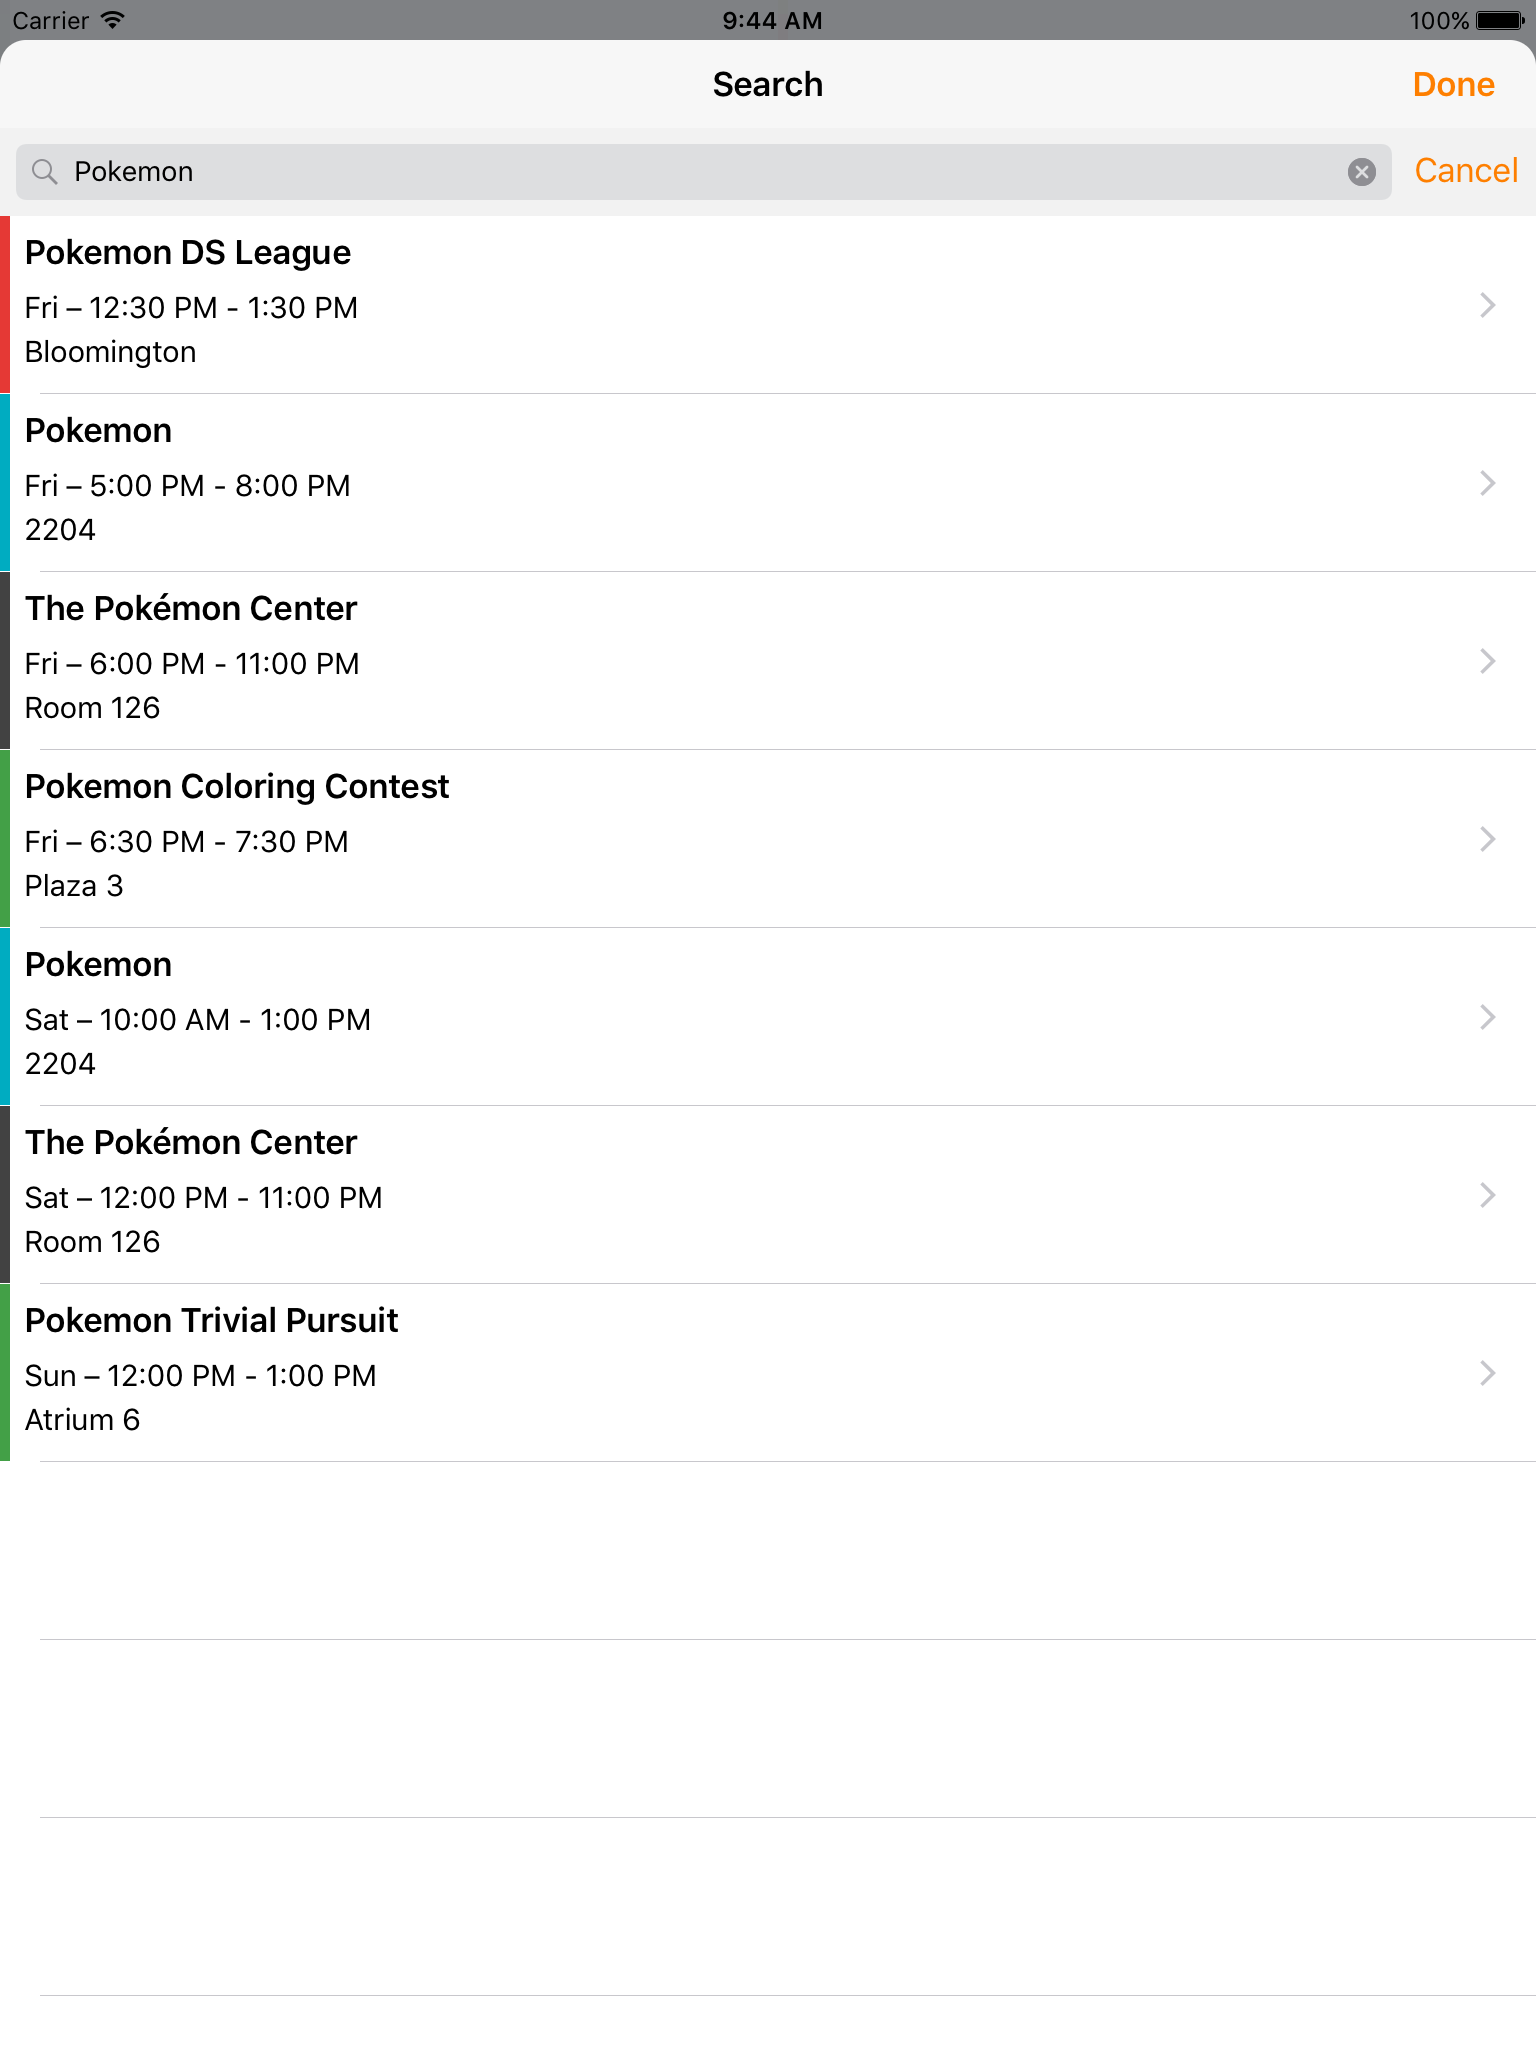 Carrier
9:44 AM
100%
Search
Done
Pokemon
Cancel
Pokemon DS League
Fri – 12:30 PM - 1:30 PM
Bloomington
Pokemon
Fri – 5:00 PM - 8:00 PM
2204
The Pokémon Center
Fri – 6:00 PM - 11:00 PM
Room 126
Pokemon Coloring Contest
Fri – 6:30 PM - 7:30 PM
Plaza 3
Pokemon
Sat – 10:00 AM - 1:00 PM
2204
The Pokémon Center
Sat – 12:00 PM - 11:00 PM
Room 126
Pokemon Trivial Pursuit
Sun – 12:00 PM - 1:00 PM
Atrium 6